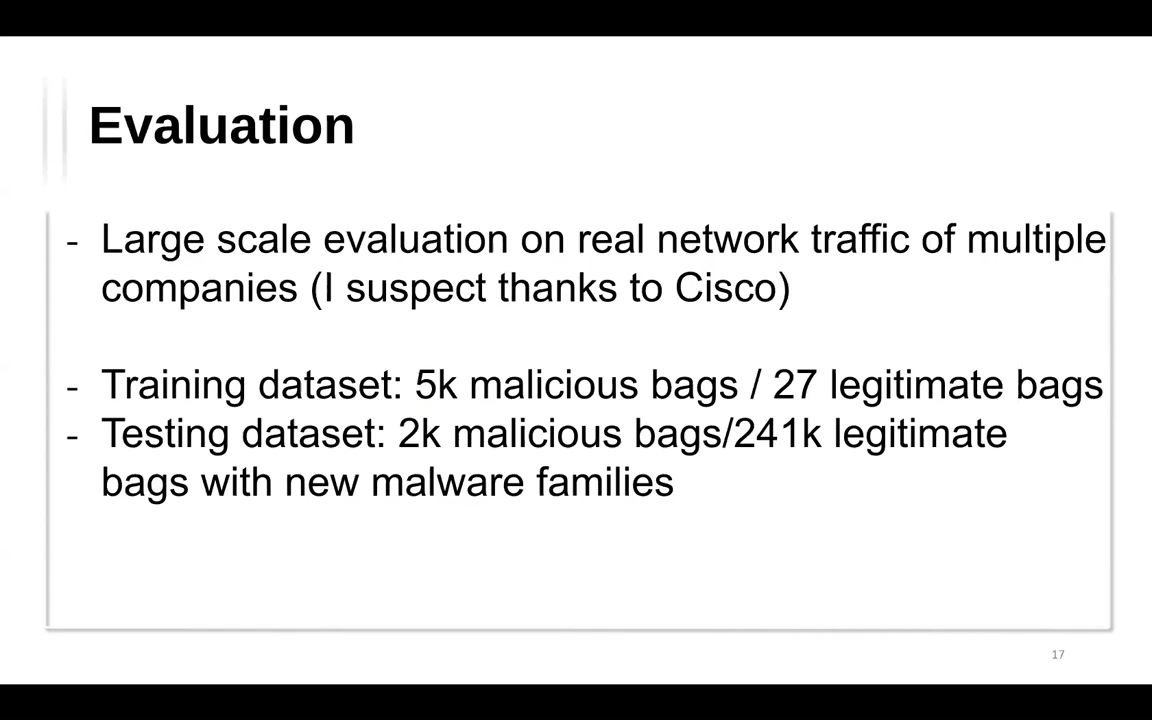 Evaluation
- Large scale evaluation on real network traffic of multiple
companies (I suspect thanks to Cisco)
- Training dataset: 5k malicious bags / 27 legitimate bags
- Testing dataset: 2k malicious bags/241k legitimate
bags with new malware families
17